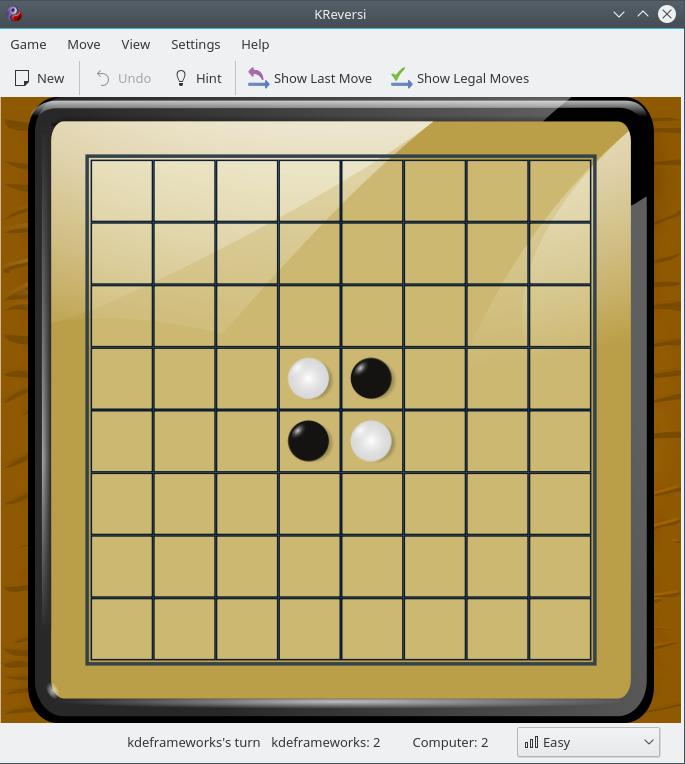 KReversi
Game Move View Settings Help
New Undo Hint Show Last Move Show Legal Moves
kdeframeworks's turn kdeframeworks: 2 Computer: 2 Easy